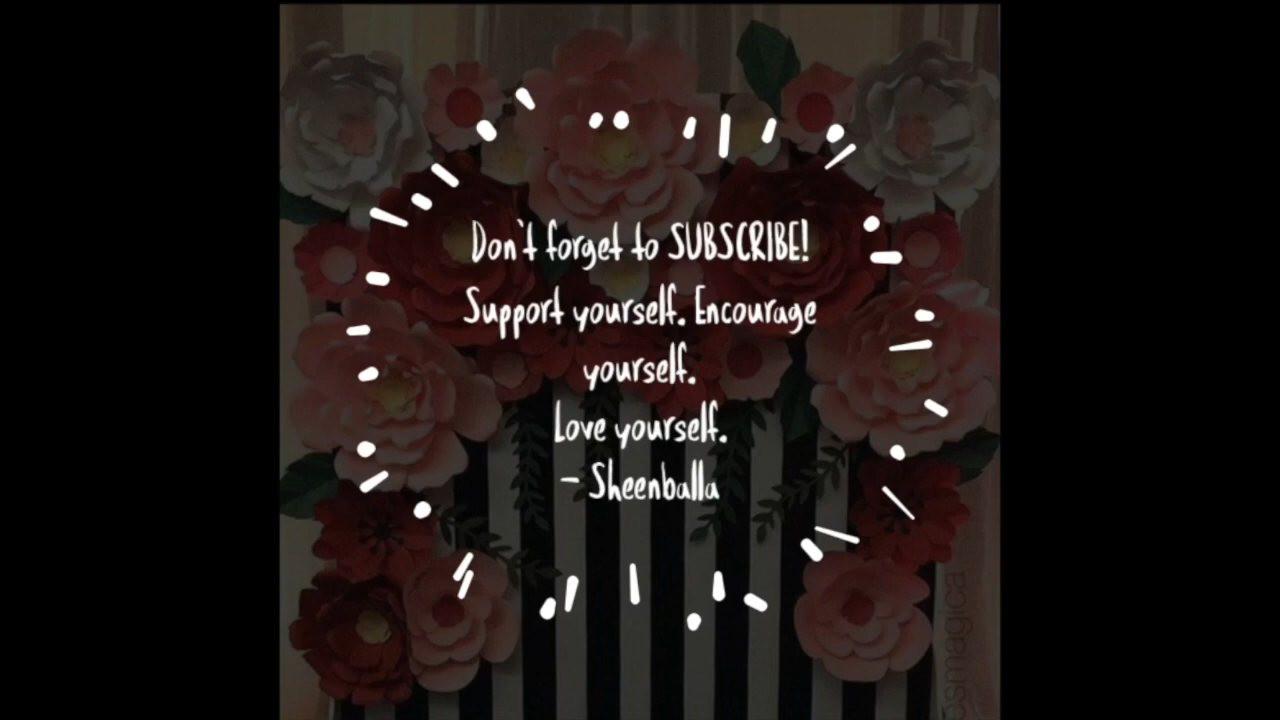 Don't forget to SUBSCRIBE!
Support yourself. Encourage
yourself.
Love yourself.
- Sheenballa